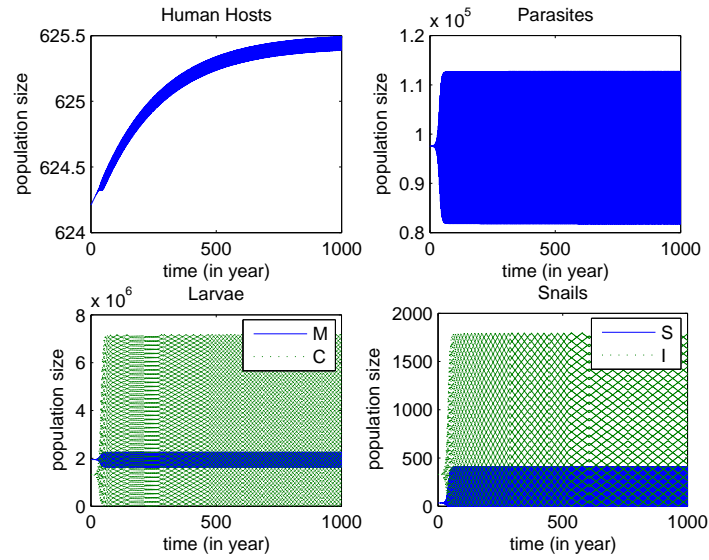 Human Hosts
625.5
625
624.5
624
0
500
1000
population size
time (in year)
Parasites
x 10^5
1.2
1.1
1
0.9
0.8
0
500
1000
population size
time (in year)
Larvae
x 10^6
8
6
4
2
0
0
500
1000
population size
time (in year)
M
C
Snails
2000
1500
1000
500
0
0
500
1000
population size
time (in year)
S
I